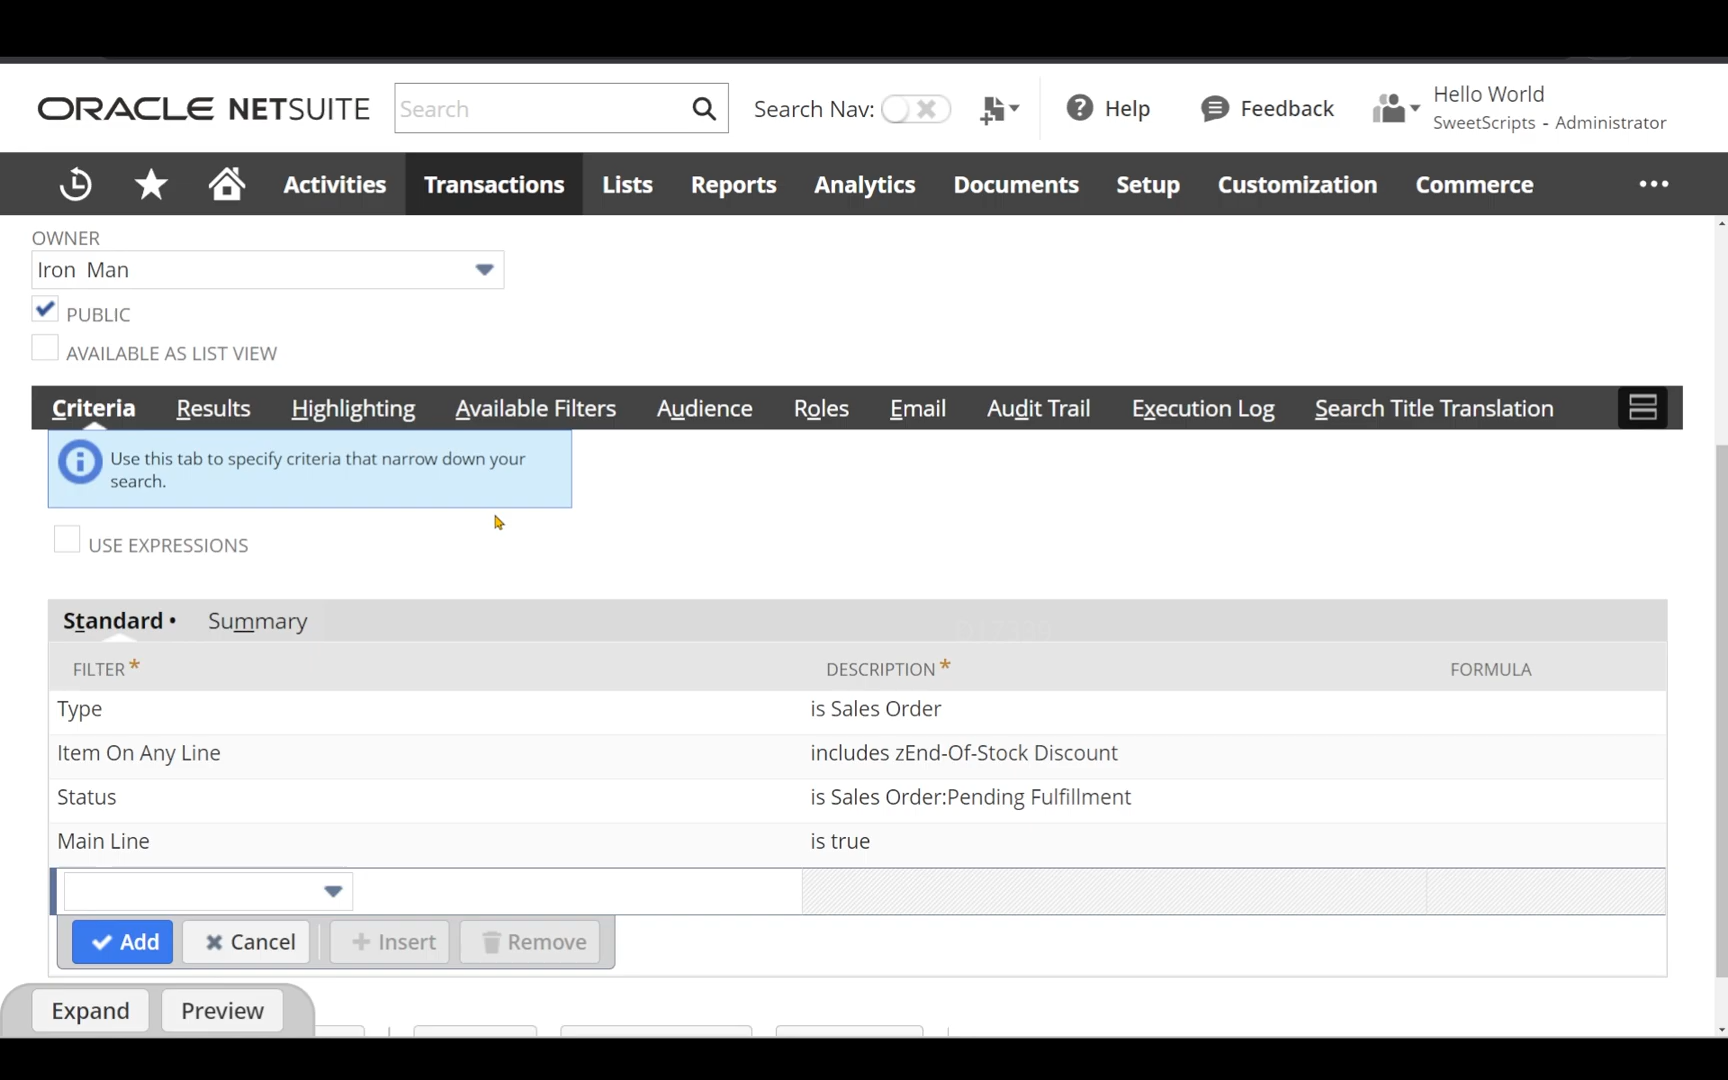 ORACLE NETSUITE
Search
Search Nav:
Help
Feedback
Hello World
SweetScripts - Administrator
Activities
Transactions
Lists
Reports
Analytics
Documents
Setup
Customization
Commerce
OWNER
Iron Man
PUBLIC
AVAILABLE AS LIST VIEW
Criteria
Results
Highlighting
Available Filters
Audience
Roles
Email
Audit Trail
Execution Log
Search Title Translation
Use this tab to specify criteria that narrow down your
search.
USE EXPRESSIONS
Standard •
Summary
FILTER *
DESCRIPTION *
FORMULA
Type
is Sales Order
Item On Any Line
includes zEnd-Of-Stock Discount
Status
is Sales Order:Pending Fulfillment
Main Line
is true
Add
Cancel
Insert
Remove
Expand
Preview